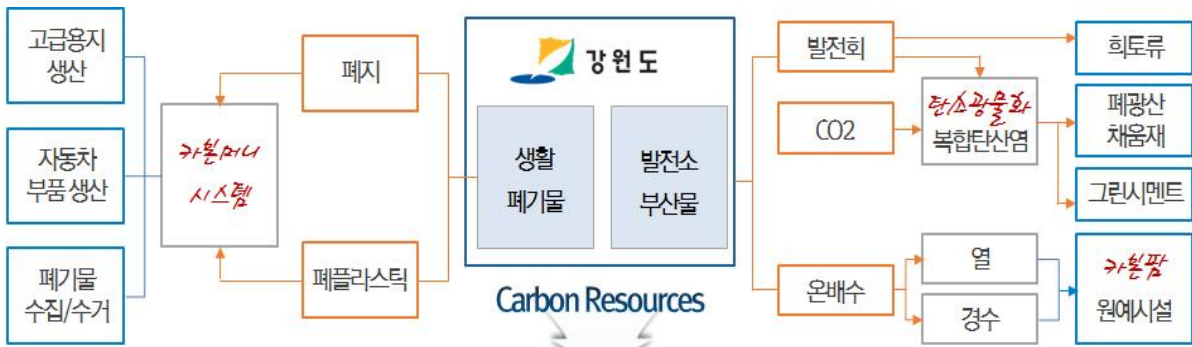 고급용지
생산
자동차
부품 생산
폐기물
수집/수거
카본머니
시스템
폐지
폐플라스틱
강원도
생활
폐기물
발전소
부산물
Carbon Resources
발전회
CO2
온배수
탄소광물화
복합탄산염
열
경수
희토류
폐광산
채움재
그린시멘트
카본팜
원예시설